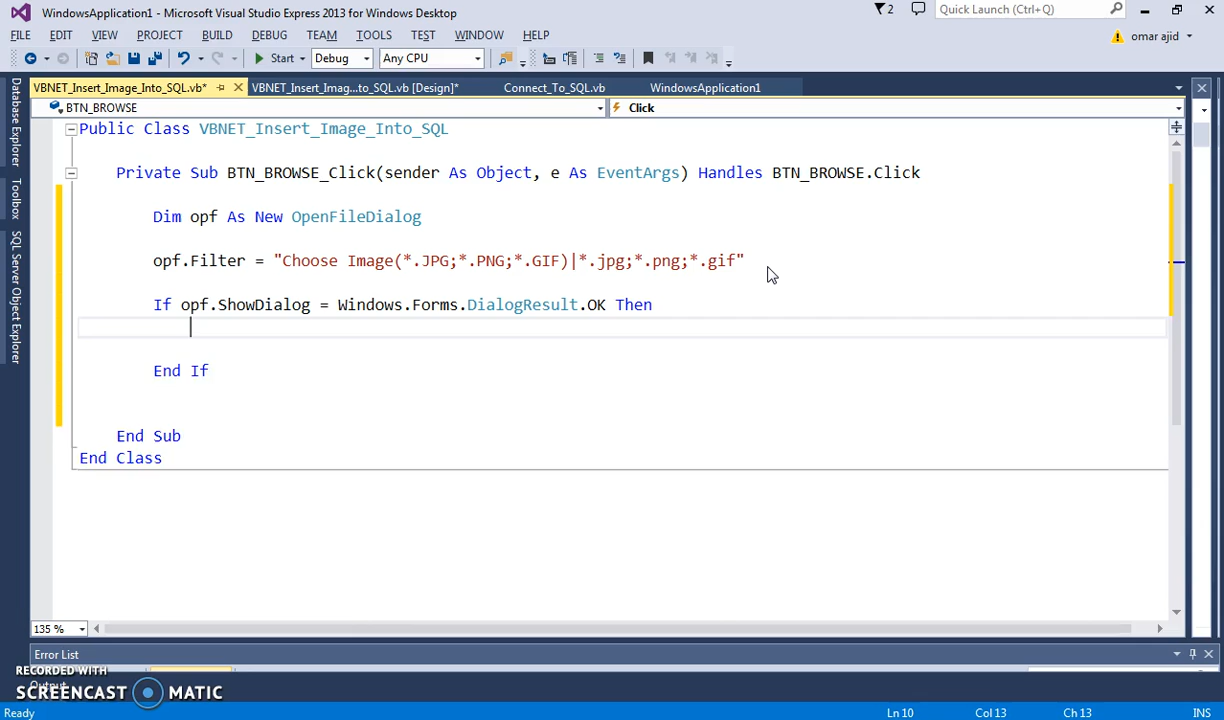 WindowsApplication1 - Microsoft Visual Studio Express 2013 for Windows Desktop
2
Quick Launch (Ctrl+Q)
FILE EDIT VIEW PROJECT BUILD DEBUG TEAM TOOLS TEST WINDOW HELP
omar ajid
Start Debug Any CPU
VBNET_Insert_Image_Into_SQL.vb* VBNET_Insert_Imag...to_SQL.vb [Design]* Connect_To_SQL.vb WindowsApplication1
BTN_BROWSE Click
Database Explorer
Toolbox
SQL Server Object Explorer
Public Class VBNET_Insert_Image_Into_SQL
Private Sub BTN_BROWSE_Click(sender As Object, e As EventArgs) Handles BTN_BROWSE.Click
Dim opf As New OpenFileDialog
opf.Filter = "Choose Image(*.JPG;*.PNG;*.GIF)|*.jpg;*.png;*.gif"
If opf.ShowDialog = Windows.Forms.DialogResult.OK Then
End If
End Sub
End Class
135 %
Error List
Output
RECORDED WITH
SCREENCAST MATIC
Ready Ln 10 Col 13 Ch 13 INS